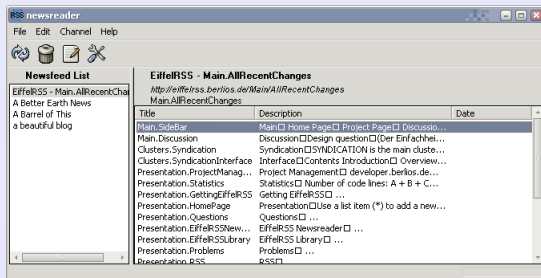 RSS newsreader
File Edit Channel Help
Newsfeed List
EiffelRSS - Main.AllRecentChan
A Better Earth News
A Barrel of This
a beautiful blog
EiffelRSS - Main.AllRecentChanges
http://eiffelrss.berlios.de/Main/AllRecentChanges
Main.AllRecentChanges
Title Description Date
Main.SideBar Main□ Home Page□ Project Page□ Discussio...
Main.Discussion Discussion□Design question□(Der Einfachhei...
Clusters.Syndication Syndication□SYNDICATION is the main cluste...
Clusters.SyndicationInterface Interface□Contents Introduction□ Overview...
Presentation.ProjectManag... Project Management□ developer.berlios.de...
Presentation.Statistics Statistics□ Number of code lines: A + B + C...
Presentation.GettingEiffelRSS Getting EiffelRSS□ ...
Presentation.HomePage Presentation□Use a list item (*) to add a new...
Presentation.Questions Questions□ ...
Presentation.EiffelRSSNew... EiffelRSS Newsreader□ ...
Presentation.EiffelRSSLibrary EiffelRSS Library□ ...
Presentation.Problems Problems□ ...
Presentation.RSS RSS□